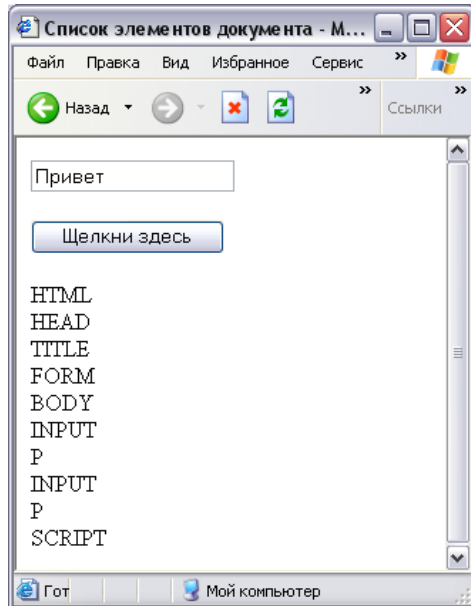 Список элементов документа - М...
Файл Правка Вид Избранное Сервис »
Назад » Ссылки »
Привет
Щелкни здесь
HTML
HEAD
TITLE
FORM
BODY
INPUT
P
INPUT
P
SCRIPT
Гот Мой компьютер